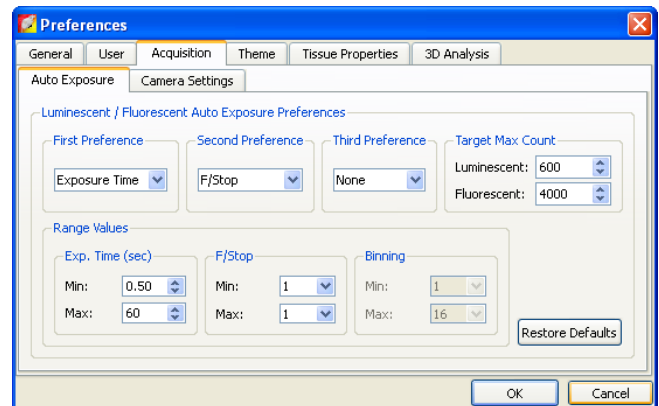 Preferences
General User Acquisition Theme Tissue Properties 3D Analysis
Auto Exposure Camera Settings
Luminescent / Fluorescent Auto Exposure Preferences
First Preference Second Preference Third Preference Target Max Count
Luminescent: 600
Exposure Time F/Stop None
Fluorescent: 4000
Range Values
Exp. Time (sec) F/Stop Binning
Min: 0.50 Min: 1 Min: 1
Max: 60 Max: 1 Max: 16
Restore Defaults
OK Cancel